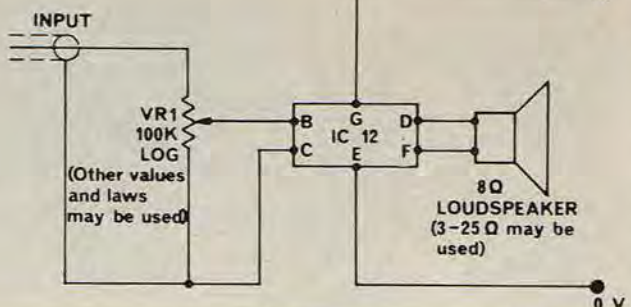 INPUT
VR1
100K
LOG
(Other values
and laws
may be used)
B
C
G
IC 12
E
D
F
8Ω
LOUDSPEAKER
(3-25 Ω may be
used)
0 V